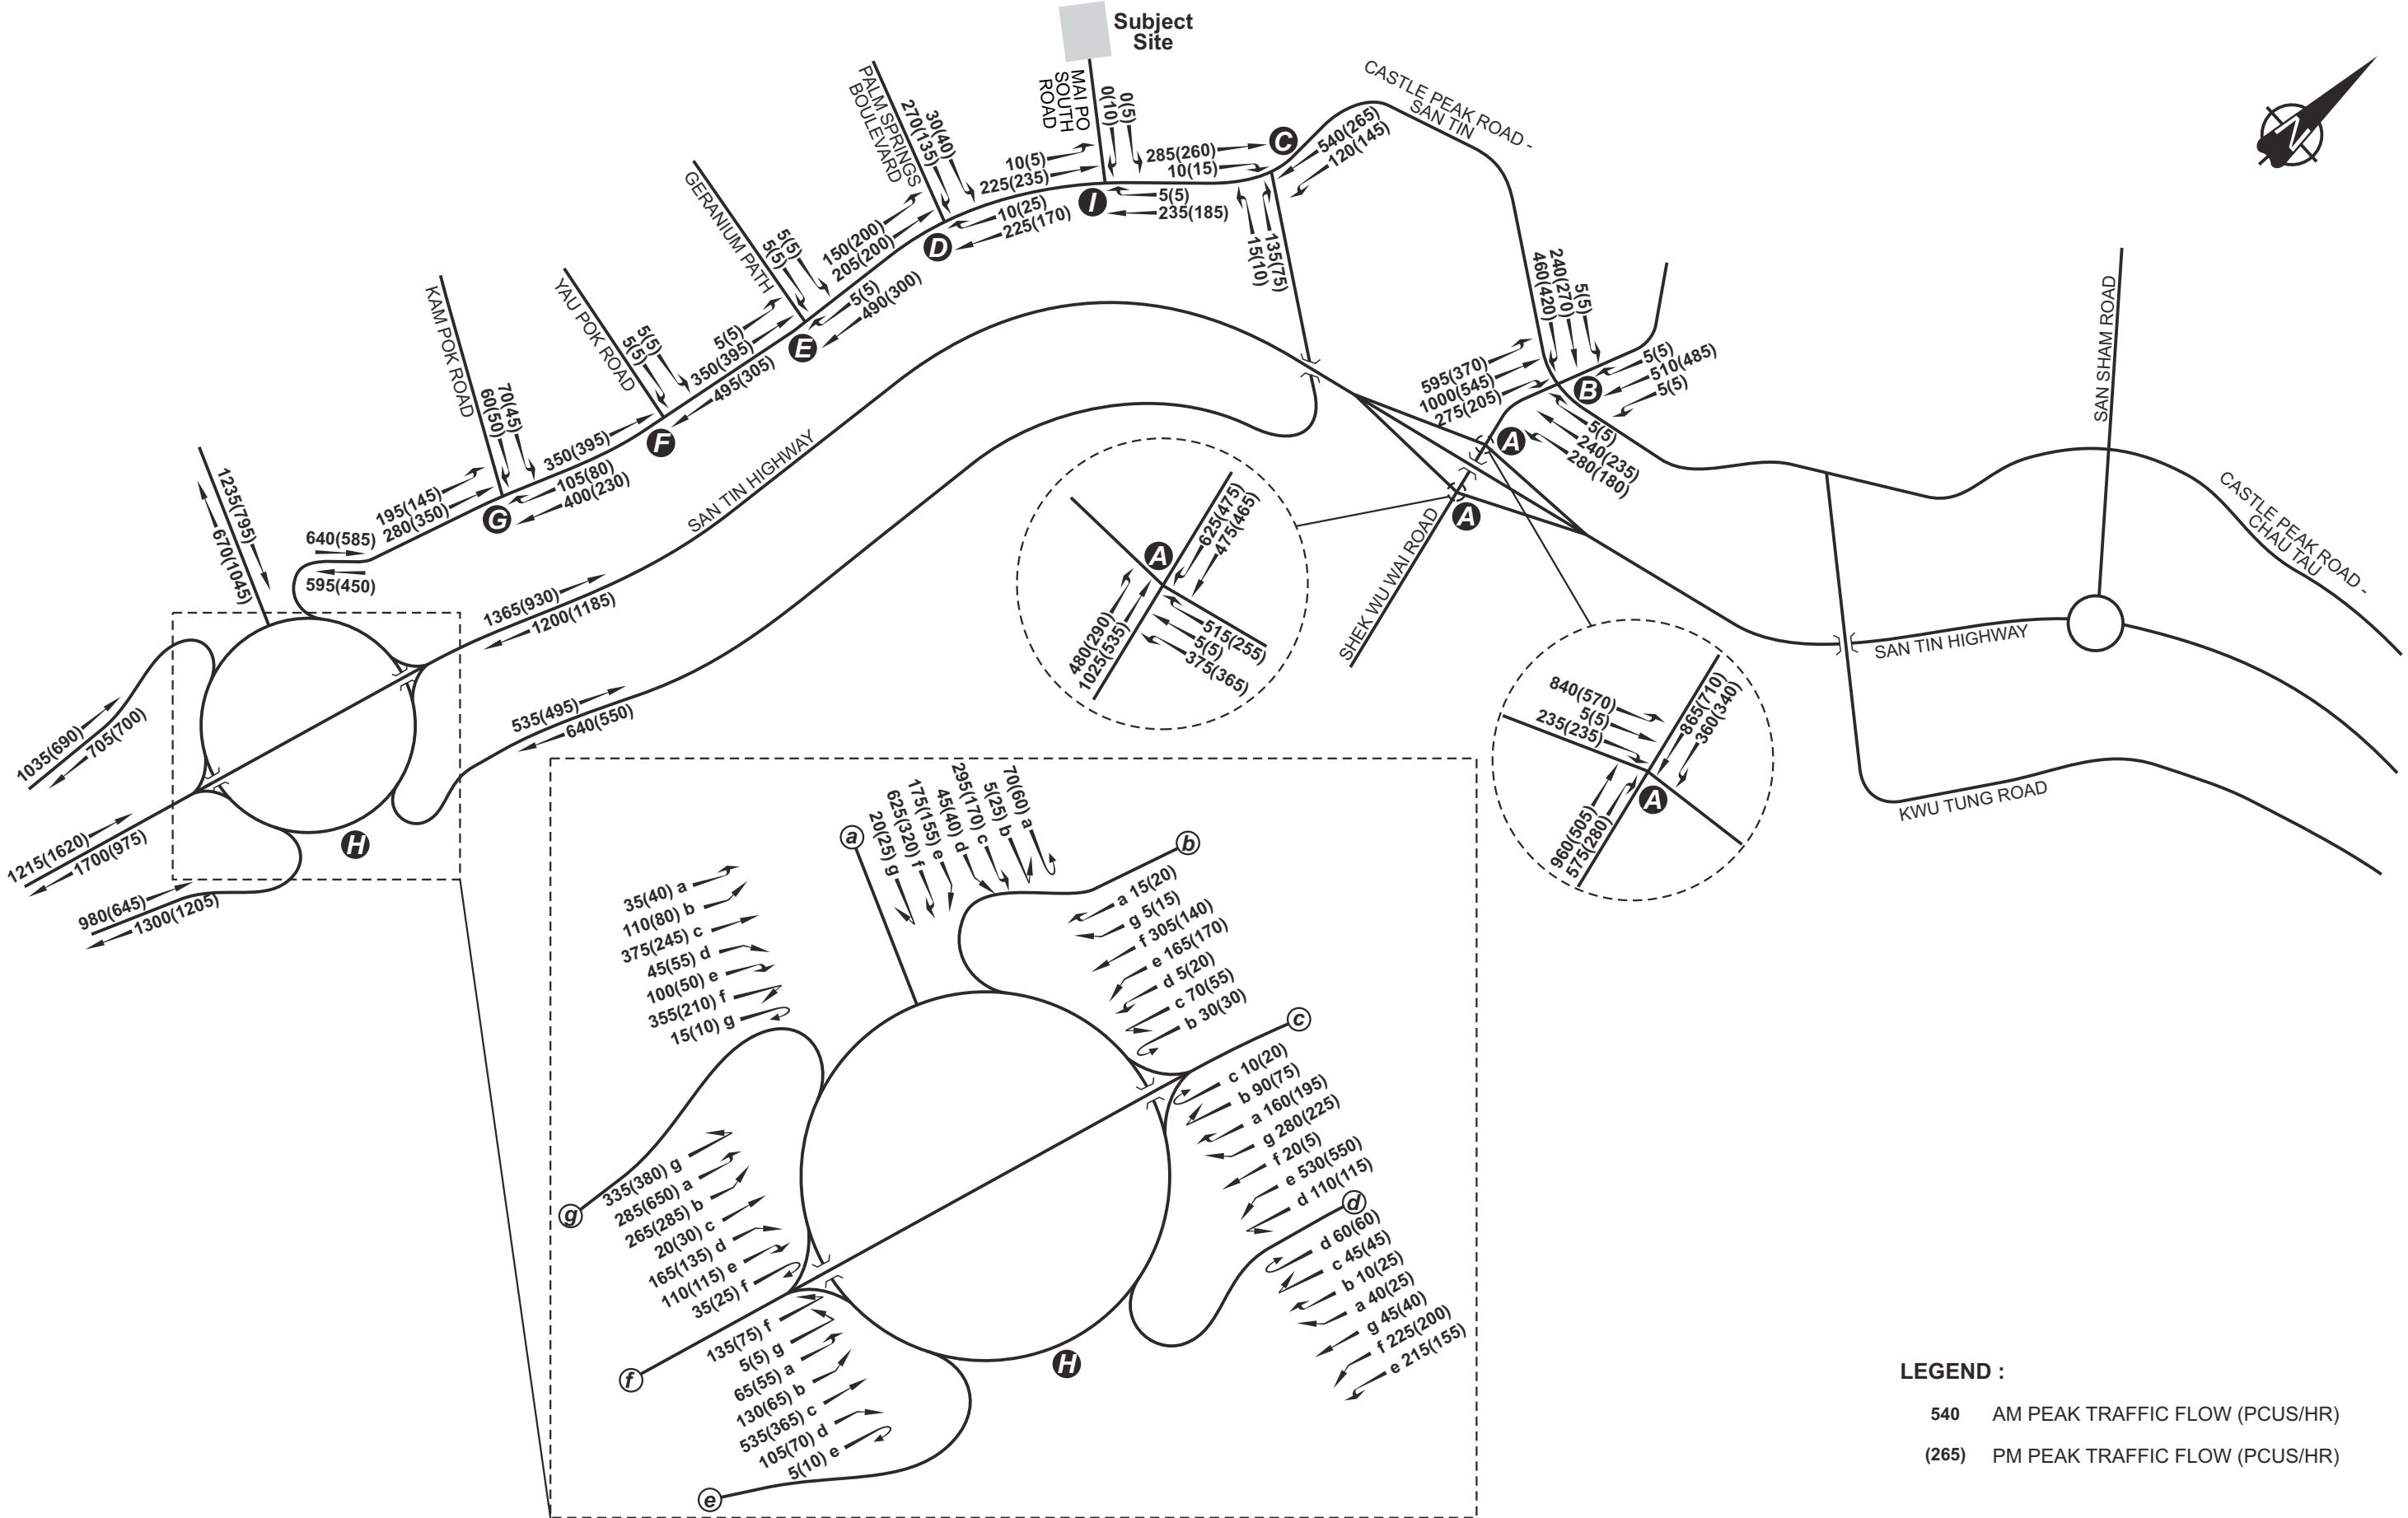 Subject
Site
MAI PO
SOUTH
ROAD
0(10)
0(5)
CASTLE PEAK ROAD -
SAN TIN
PALM SPRINGS
BOULEVARD
270(135)
30(40)
10(5)
225(235)
285(260)
10(15)
C
540(265)
120(145)
I
5(5)
235(185)
10(25)
225(170)
D
15(10)
135(75)
GERANIUM PATH
5(5)
5(5)
150(200)
205(200)
5(5)
490(300)
E
YAU POK ROAD
5(5)
5(5)
5(5)
350(395)
495(305)
F
KAM POK ROAD
60(50)
70(45)
350(395)
105(80)
400(230)
195(145)
280(350)
G
SAN TIN HIGHWAY
460(420)
240(270)
5(5)
595(370)
1000(545)
275(205)
B
5(5)
510(485)
5(5)
5(5)
240(235)
280(180)
A
A
SHEK WU WAI ROAD
SAN SHAM ROAD
CASTLE PEAK ROAD -
CHAU TAU
SAN TIN HIGHWAY
KWU TUNG ROAD
1235(795)
670(1045)
640(585)
595(450)
1365(930)
1200(1185)
535(495)
640(550)
1035(690)
705(700)
1215(1620)
1700(975)
980(645)
1300(1205)
H
A
625(475)
475(465)
480(290)
1025(535)
515(255)
5(5)
375(365)
840(570)
5(5)
235(235)
865(710)
360(340)
960(505)
575(280)
A
a
20(25) g
625(320) f
175(155) e
45(40) d
295(170) c
5(25) b
70(60) a
b
a 15(20)
g 5(15)
f 305(140)
e 165(170)
d 5(20)
c 70(55)
b 30(30)
c
c 10(20)
b 90(75)
a 160(195)
g 280(225)
f 20(5)
e 530(550)
d 110(115)
d
d 60(60)
c 45(45)
b 10(25)
a 40(25)
g 45(40)
f 225(200)
e 215(155)
35(40) a
110(80) b
375(245) c
45(55) d
100(50) e
355(210) f
15(10) g
g
335(380) g
285(650) a
265(285) b
20(30) c
165(135) d
110(115) e
35(25) f
f
135(75) f
5(5) g
65(55) a
130(65) b
535(365) c
105(70) d
5(10) e
e
H
LEGEND :
540 AM PEAK TRAFFIC FLOW (PCUS/HR)
(265) PM PEAK TRAFFIC FLOW (PCUS/HR)
N